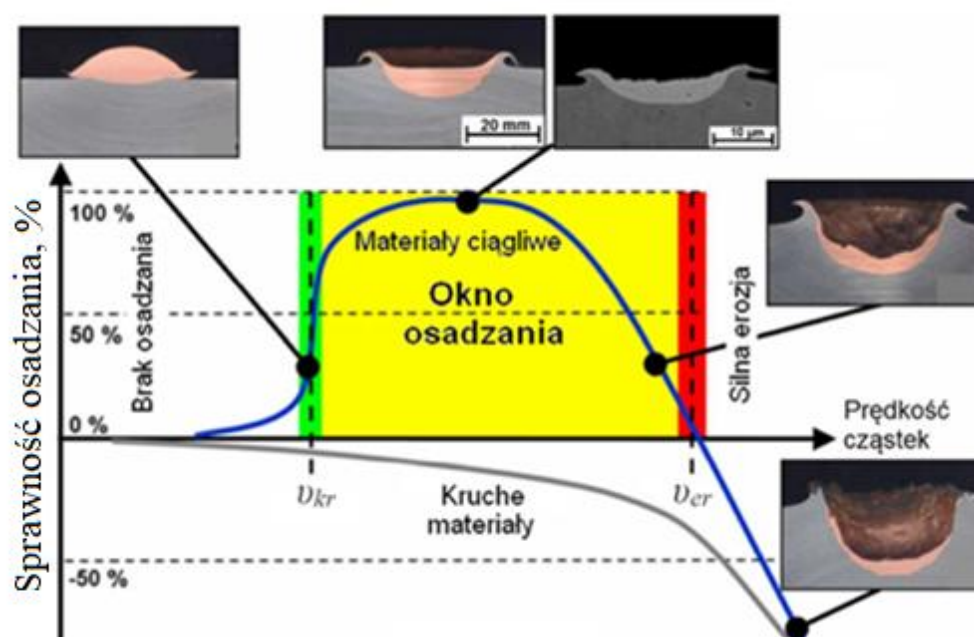 20 mm
10 µm
Sprawność osadzania, %
100 %
50 %
0 %
-50 %
Brak osadzania
Materiały ciągliwe
Okno
osadzania
Silna erozja
Prędkość
cząstek
υkr
Kruche
materiały
υcr